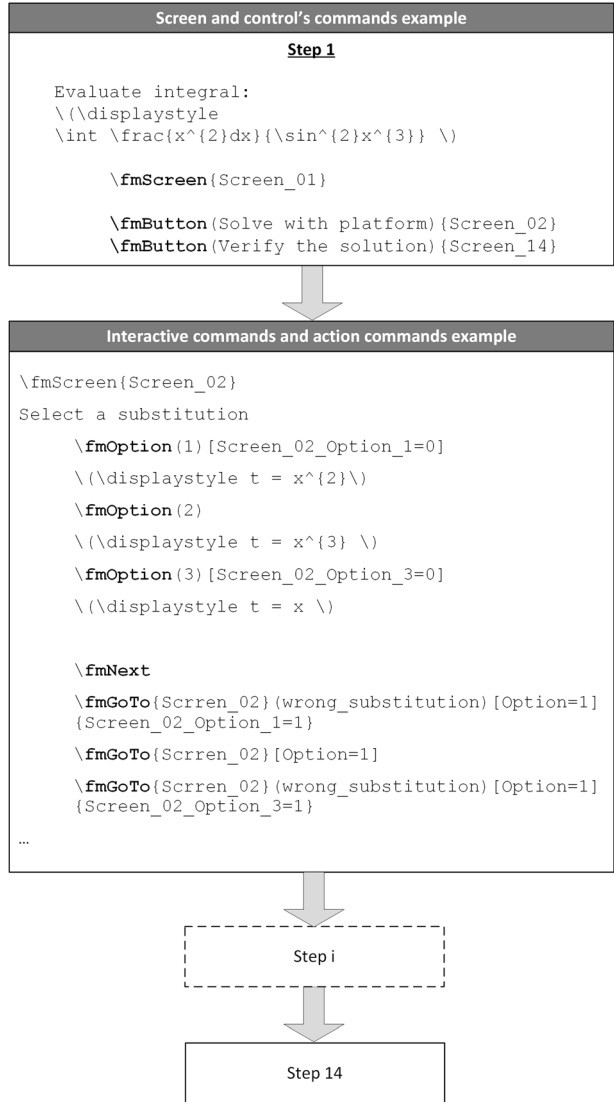 Screen and control's commands example
Step 1
Evaluate integral:
\(\displaystyle
\int \frac{x^{2}dx}{\sin^{2}x^{3}} \)
\fmScreen{Screen_01}
\fmButton(Solve with platform){Screen_02}
\fmButton(Verify the solution){Screen_14}
Interactive commands and action commands example
\fmScreen{Screen_02}
Select a substitution
\fmOption(1)[Screen_02_Option_1=0]
\(\displaystyle t = x^{2}\)
\fmOption(2)
\(\displaystyle t = x^{3} \)
\fmOption(3)[Screen_02_Option_3=0]
\(\displaystyle t = x \)
\fmNext
\fmGoTo{Scrren_02}(wrong_substitution)[Option=1]
{Screen_02_Option_1=1}
\fmGoTo{Scrren_02}[Option=1]
\fmGoTo{Scrren_02}(wrong_substitution)[Option=1]
{Screen_02_Option_3=1}
…
Step i
Step 14